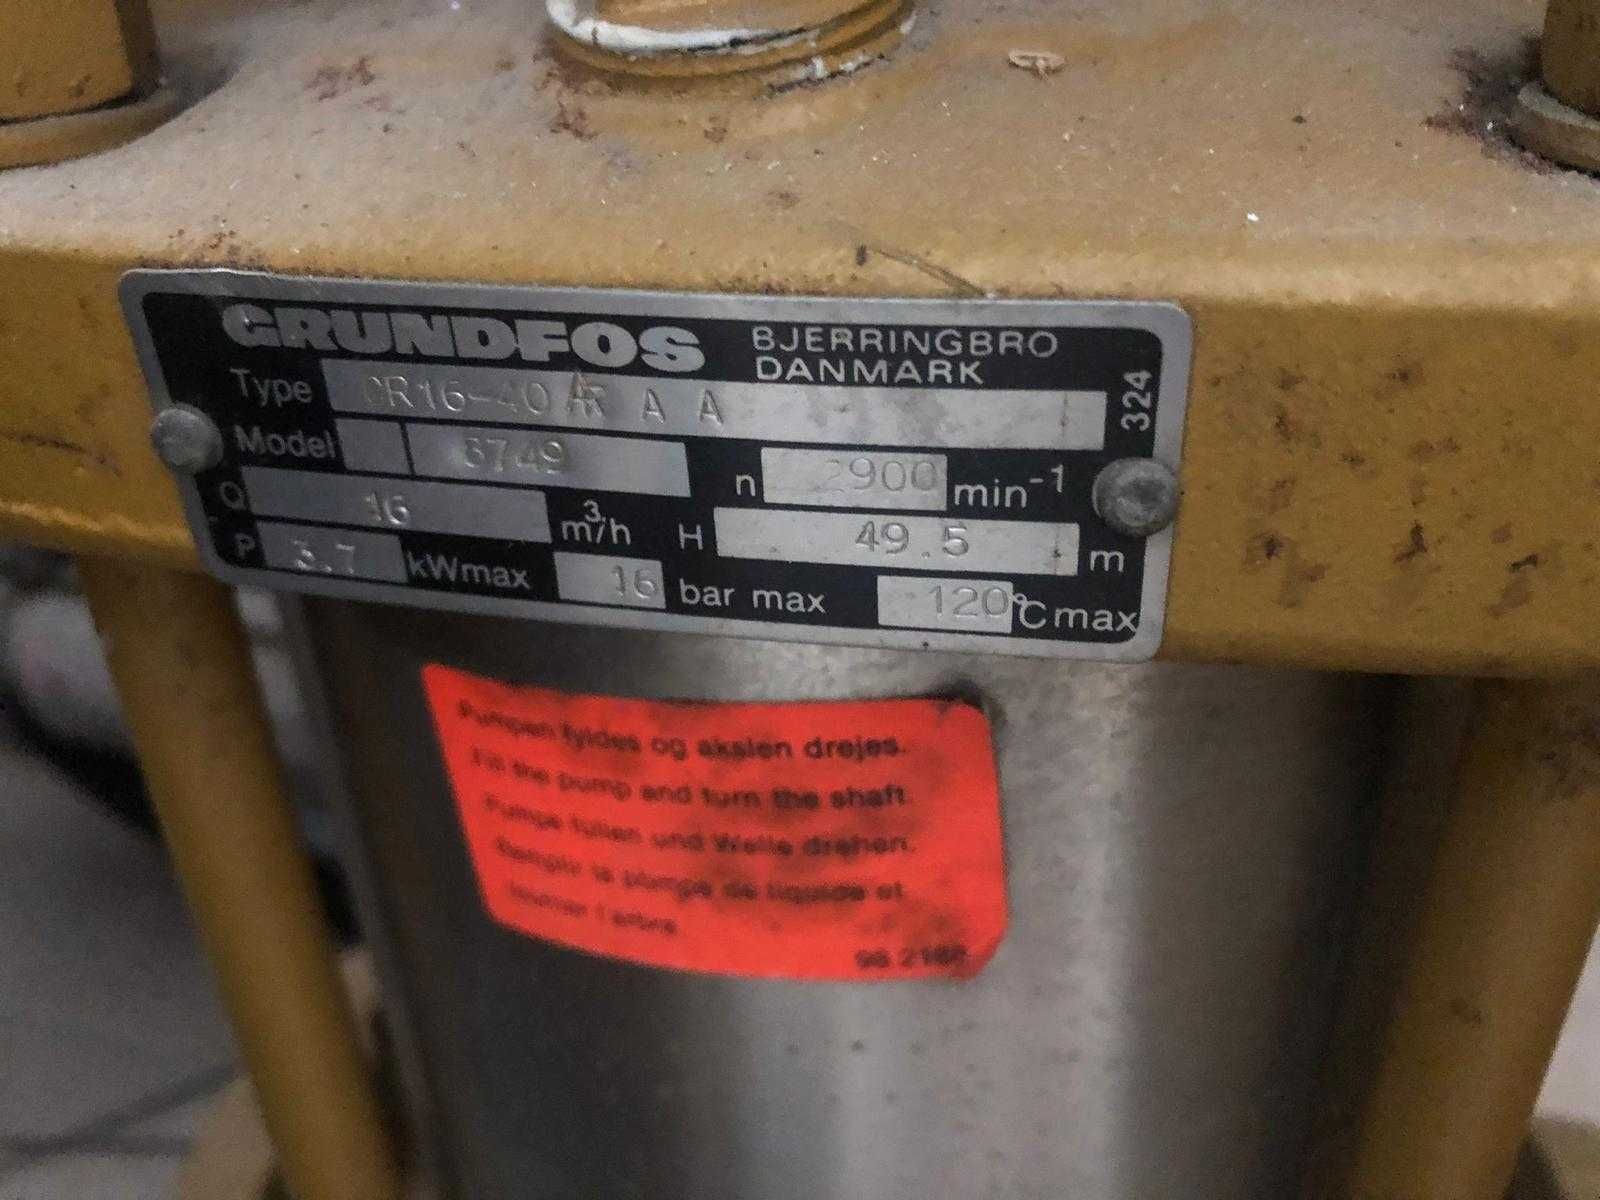 GRUNDFOS BJERRINGBRO DANMARK
324
Type CR16-40 A A A
Model 8749 n 2900 min⁻¹
Q 16 m³/h H 49.5 m
P 3.7 kWmax 16 bar max 120°C max
Pumpen fyldes og akslen drejes.
Fill the pump and turn the shaft.
Pumpe füllen und Welle drehen.
Remplir la pompe de liquide et
tourner l'arbre.
96 21